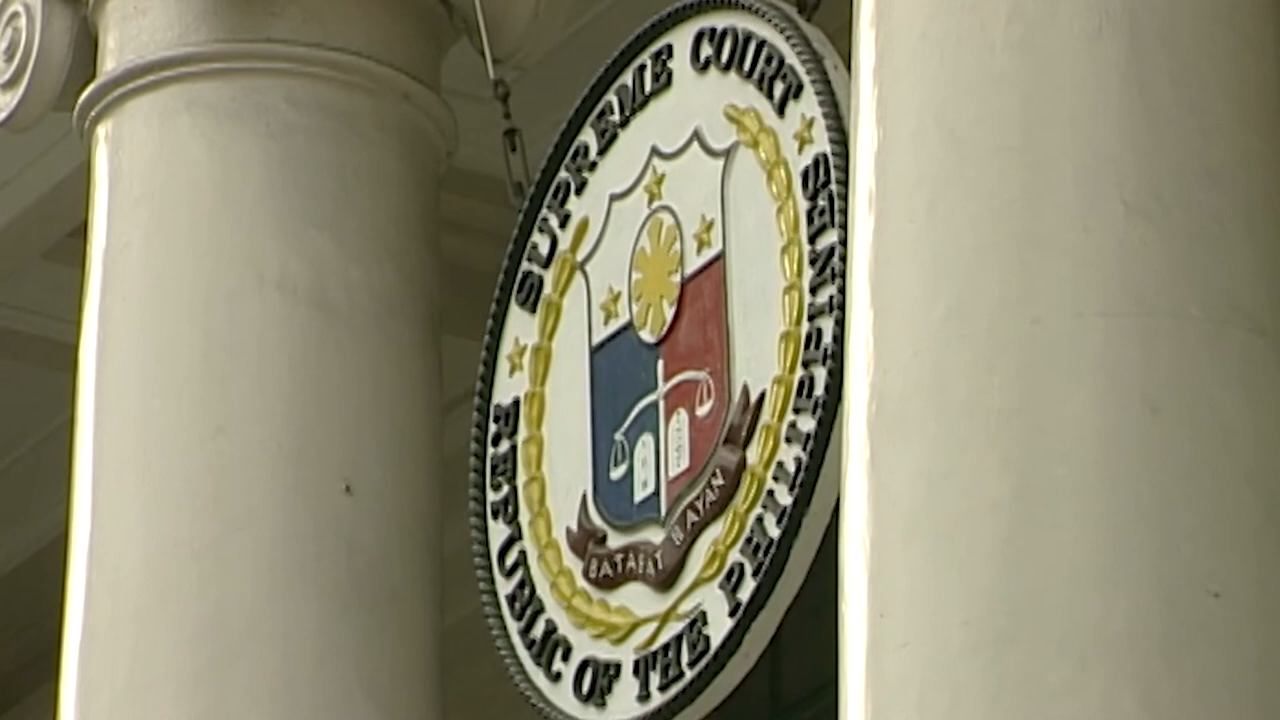 SUPREME COURT
REPUBLIC OF THE PHILIPPINES
BATAS AT BAYAN